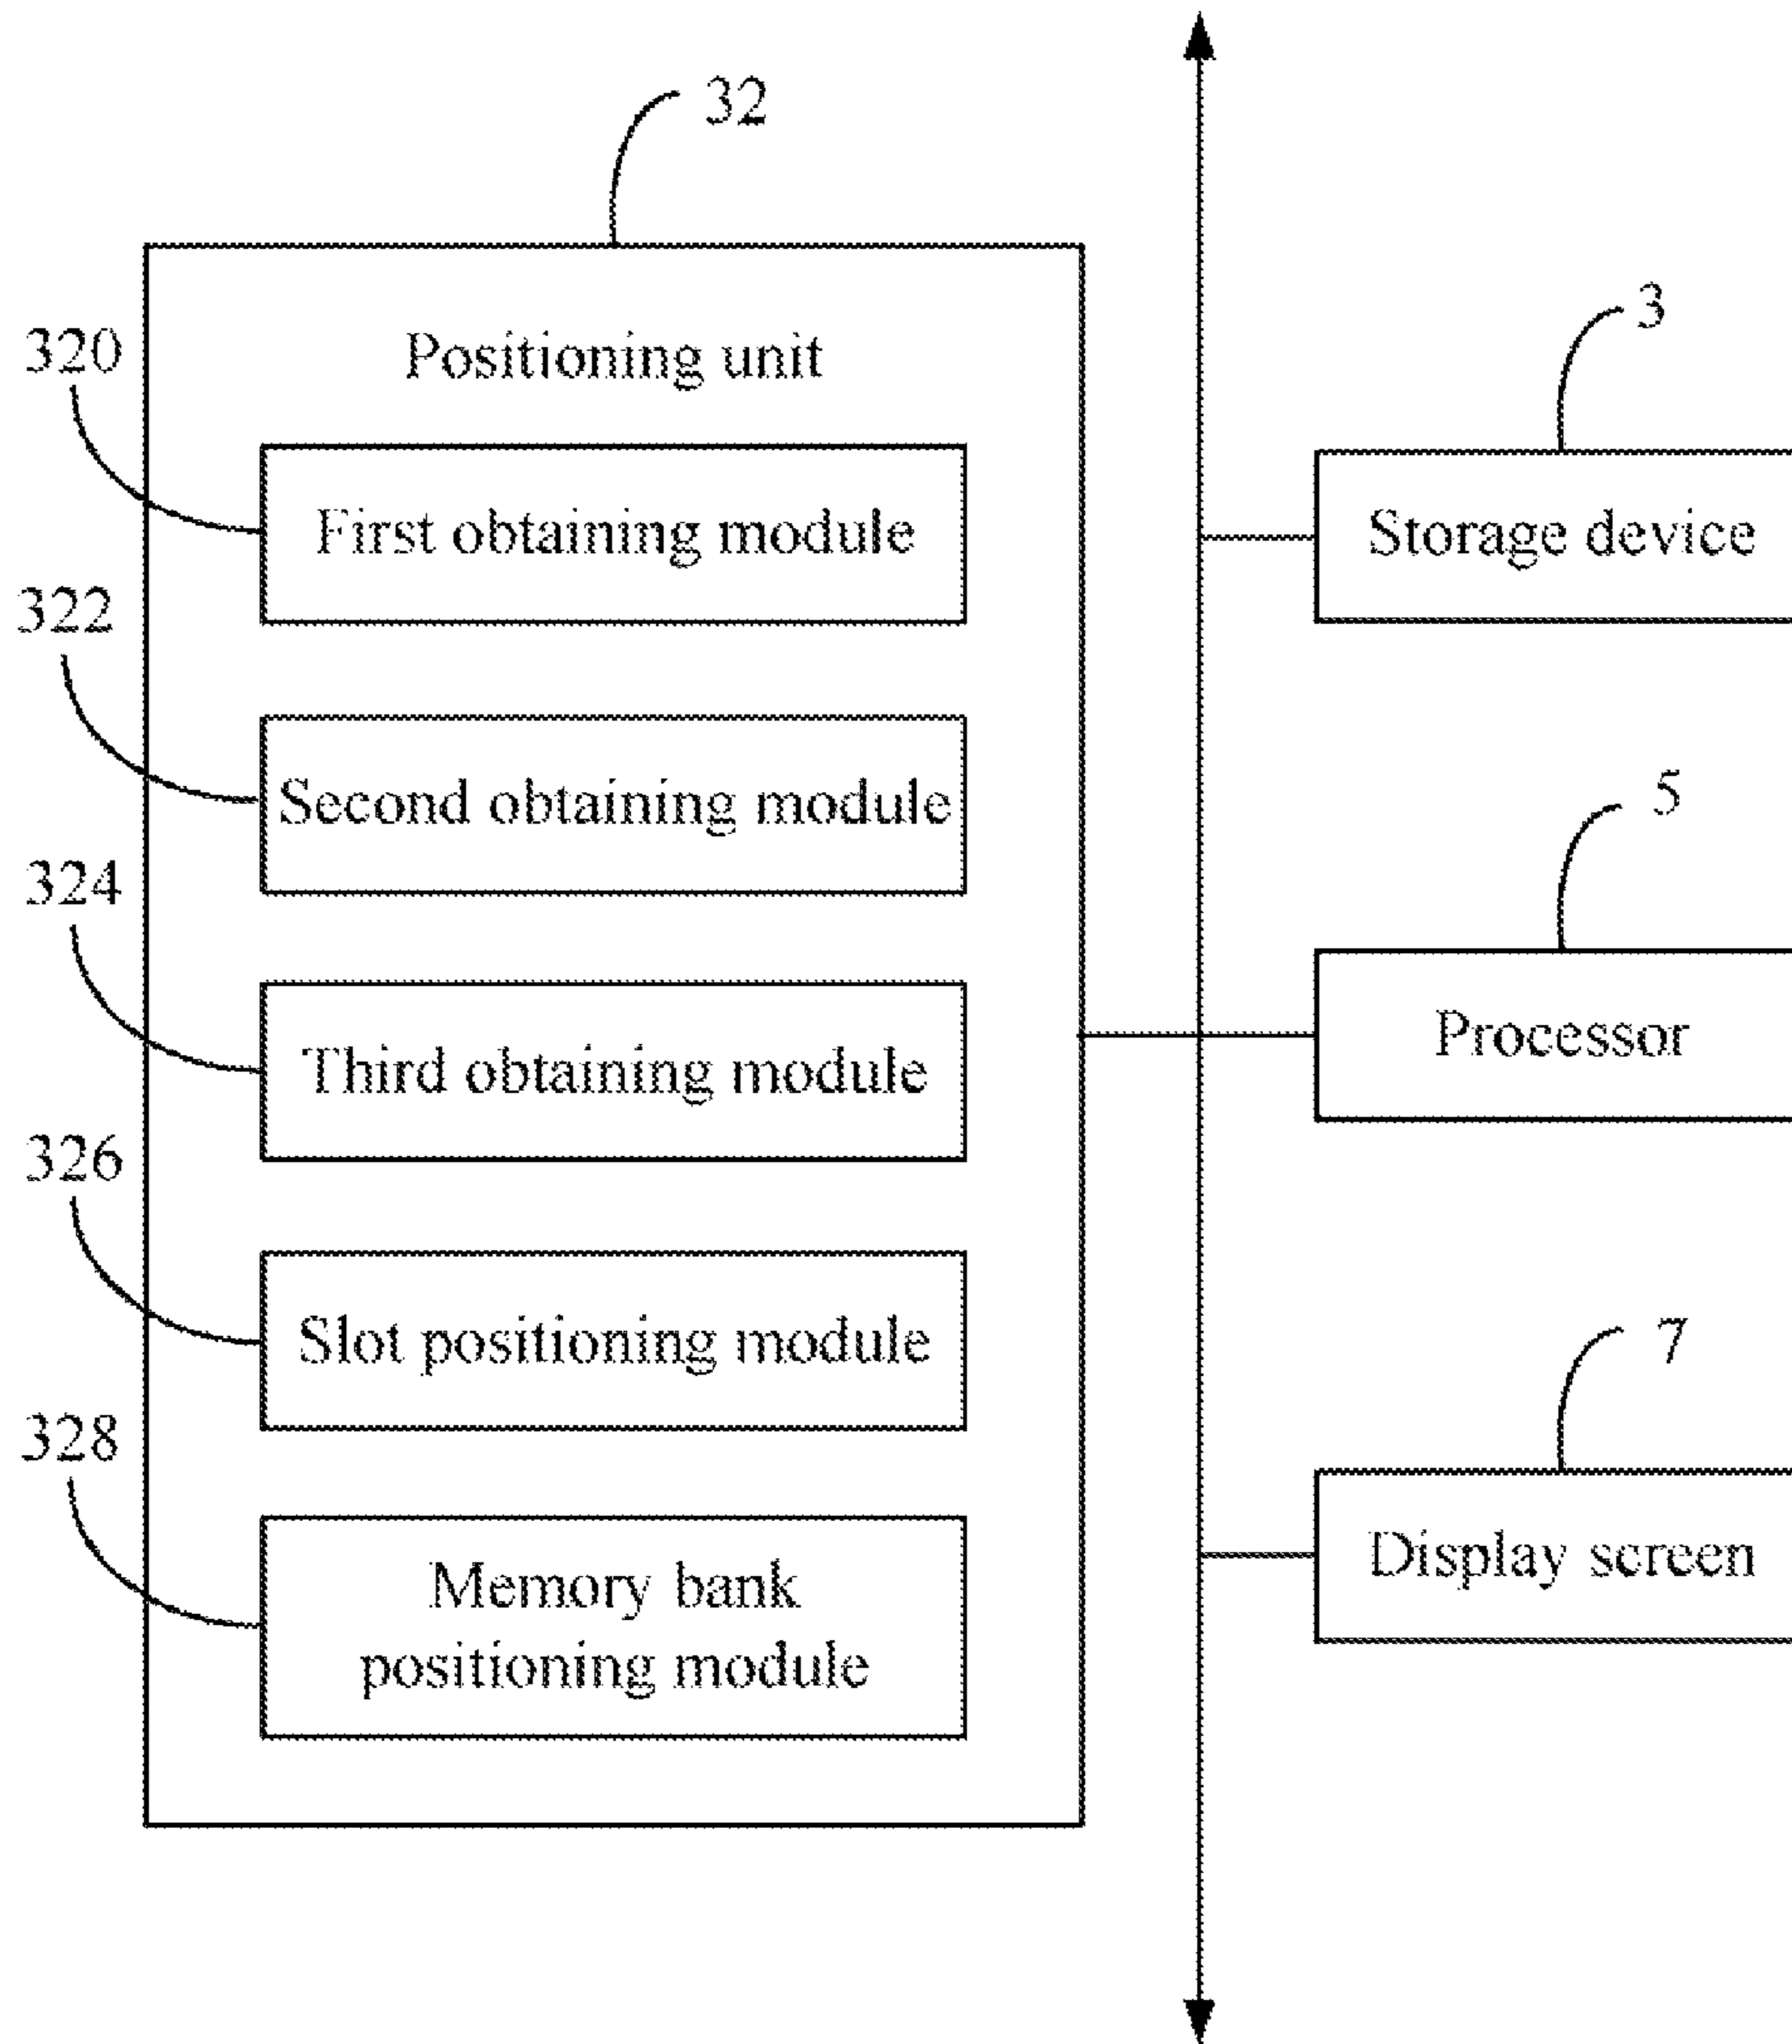 32
Positioning unit
320
First obtaining module
322
Second obtaining module
324
Third obtaining module
326
Slot positioning module
328
Memory bank
positioning module
3
Storage device
5
Processor
7
Display screen